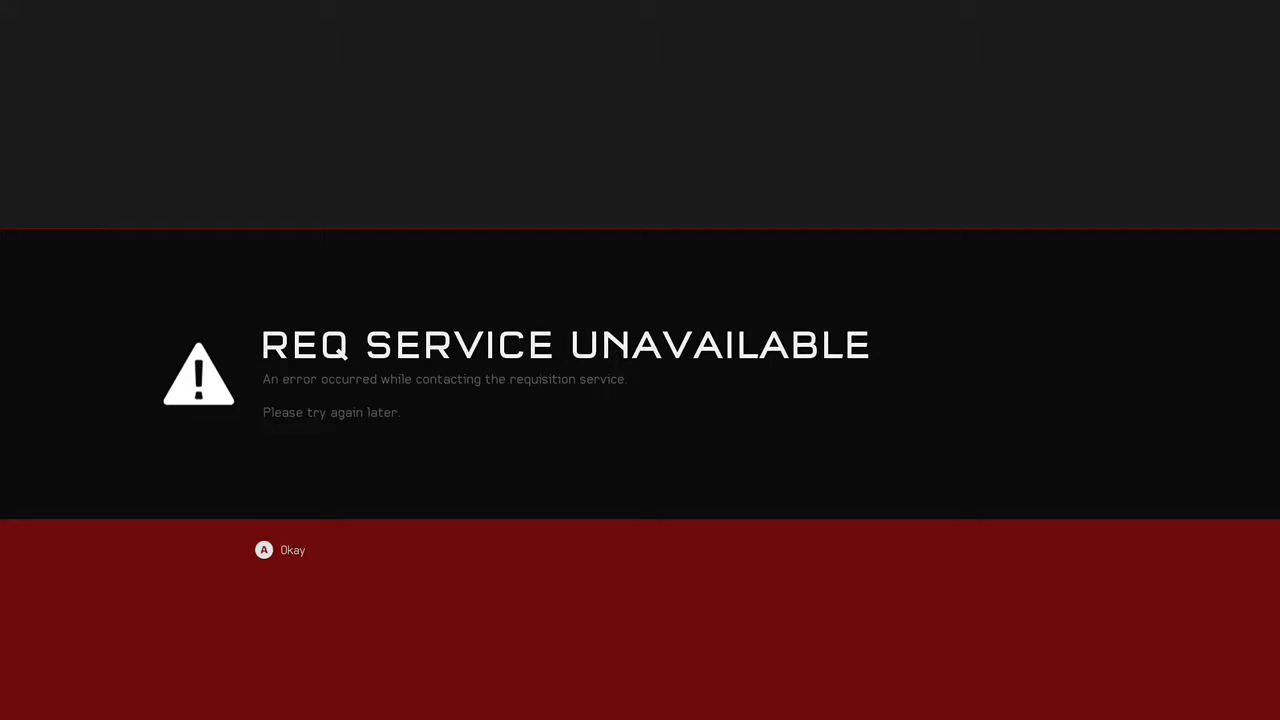 REQ SERVICE UNAVAILABLE
An error occurred while contacting the requisition service.
Please try again later.
A Okay